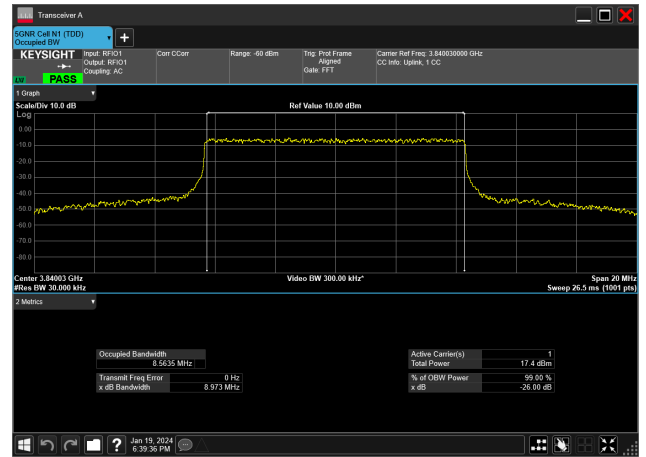 Transceiver A
5GNR Cell N1 (TDD)
Occupied BW
KEYSIGHT
LXI
PASS
Input: RFIO1
Output: RFIO1
Coupling: AC
Corr CCorr
Range: -60 dBm
Trig: Prot Frame
Aligned
Gate: FFT
Carrier Ref Freq: 3.840030000 GHz
CC Info: Uplink, 1 CC
1 Graph
Scale/Div 10.0 dB
Ref Value 10.00 dBm
Log
0.00
-10.0
-20.0
-30.0
-40.0
-50.0
-60.0
-70.0
-80.0
Center 3.84003 GHz
Video BW 300.00 kHz*
Span 20 MHz
#Res BW 30.000 kHz
Sweep 26.5 ms (1001 pts)
2 Metrics
Occupied Bandwidth
8.5635 MHz
Transmit Freq Error 0 Hz
x dB Bandwidth 8.973 MHz
Active Carrier(s) 1
Total Power 17.4 dBm
% of OBW Power 99.00 %
x dB -26.00 dB
Jan 19, 2024
6:39:36 PM